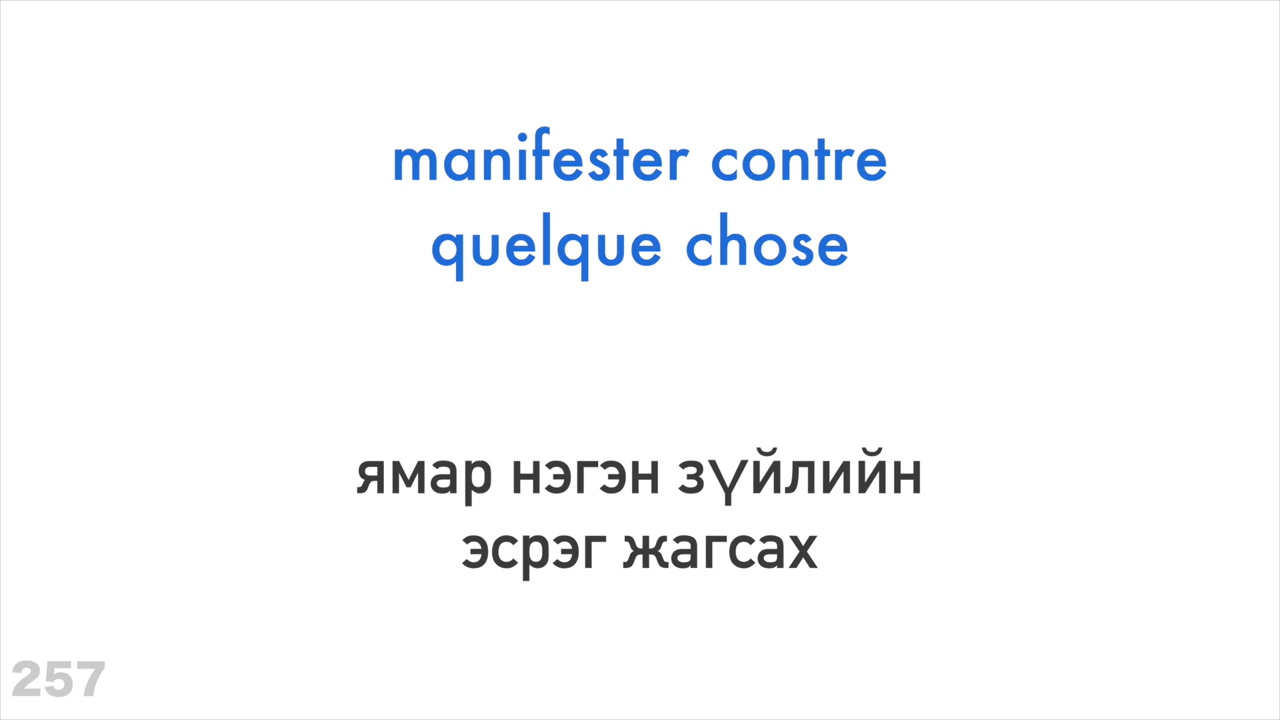 manifester contre
quelque chose
ямар нэгэн зүйлийн
эсрэг жагсах
257